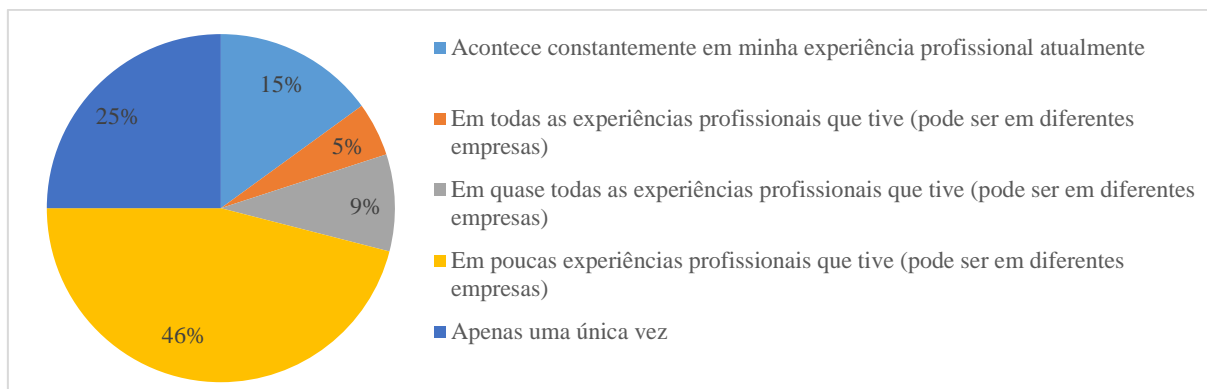 15%
5%
9%
46%
25%
Acontece constantemente em minha experiência profissional atualmente
Em todas as experiências profissionais que tive (pode ser em diferentes
empresas)
Em quase todas as experiências profissionais que tive (pode ser em diferentes
empresas)
Em poucas experiências profissionais que tive (pode ser em diferentes
empresas)
Apenas uma única vez